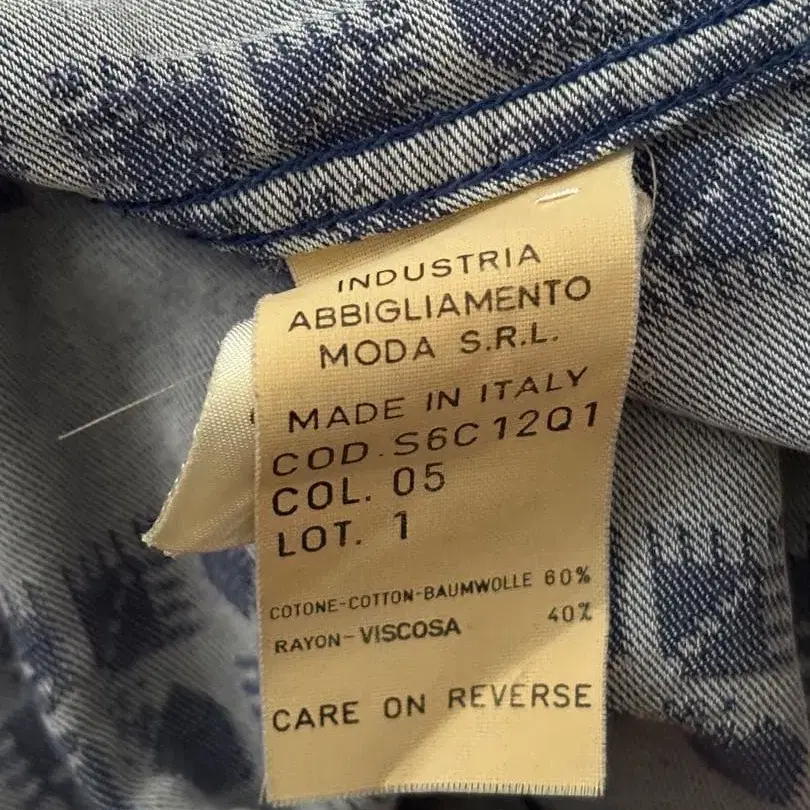 INDUSTRIA
ABBIGLIAMENTO
MODA S.R.L.
MADE IN ITALY
COD. S6C12Q1
COL. 05
LOT. 1
COTONE-COTTON-BAUMWOLLE 60%
RAYON-VISCOSA 40%
CARE ON REVERSE